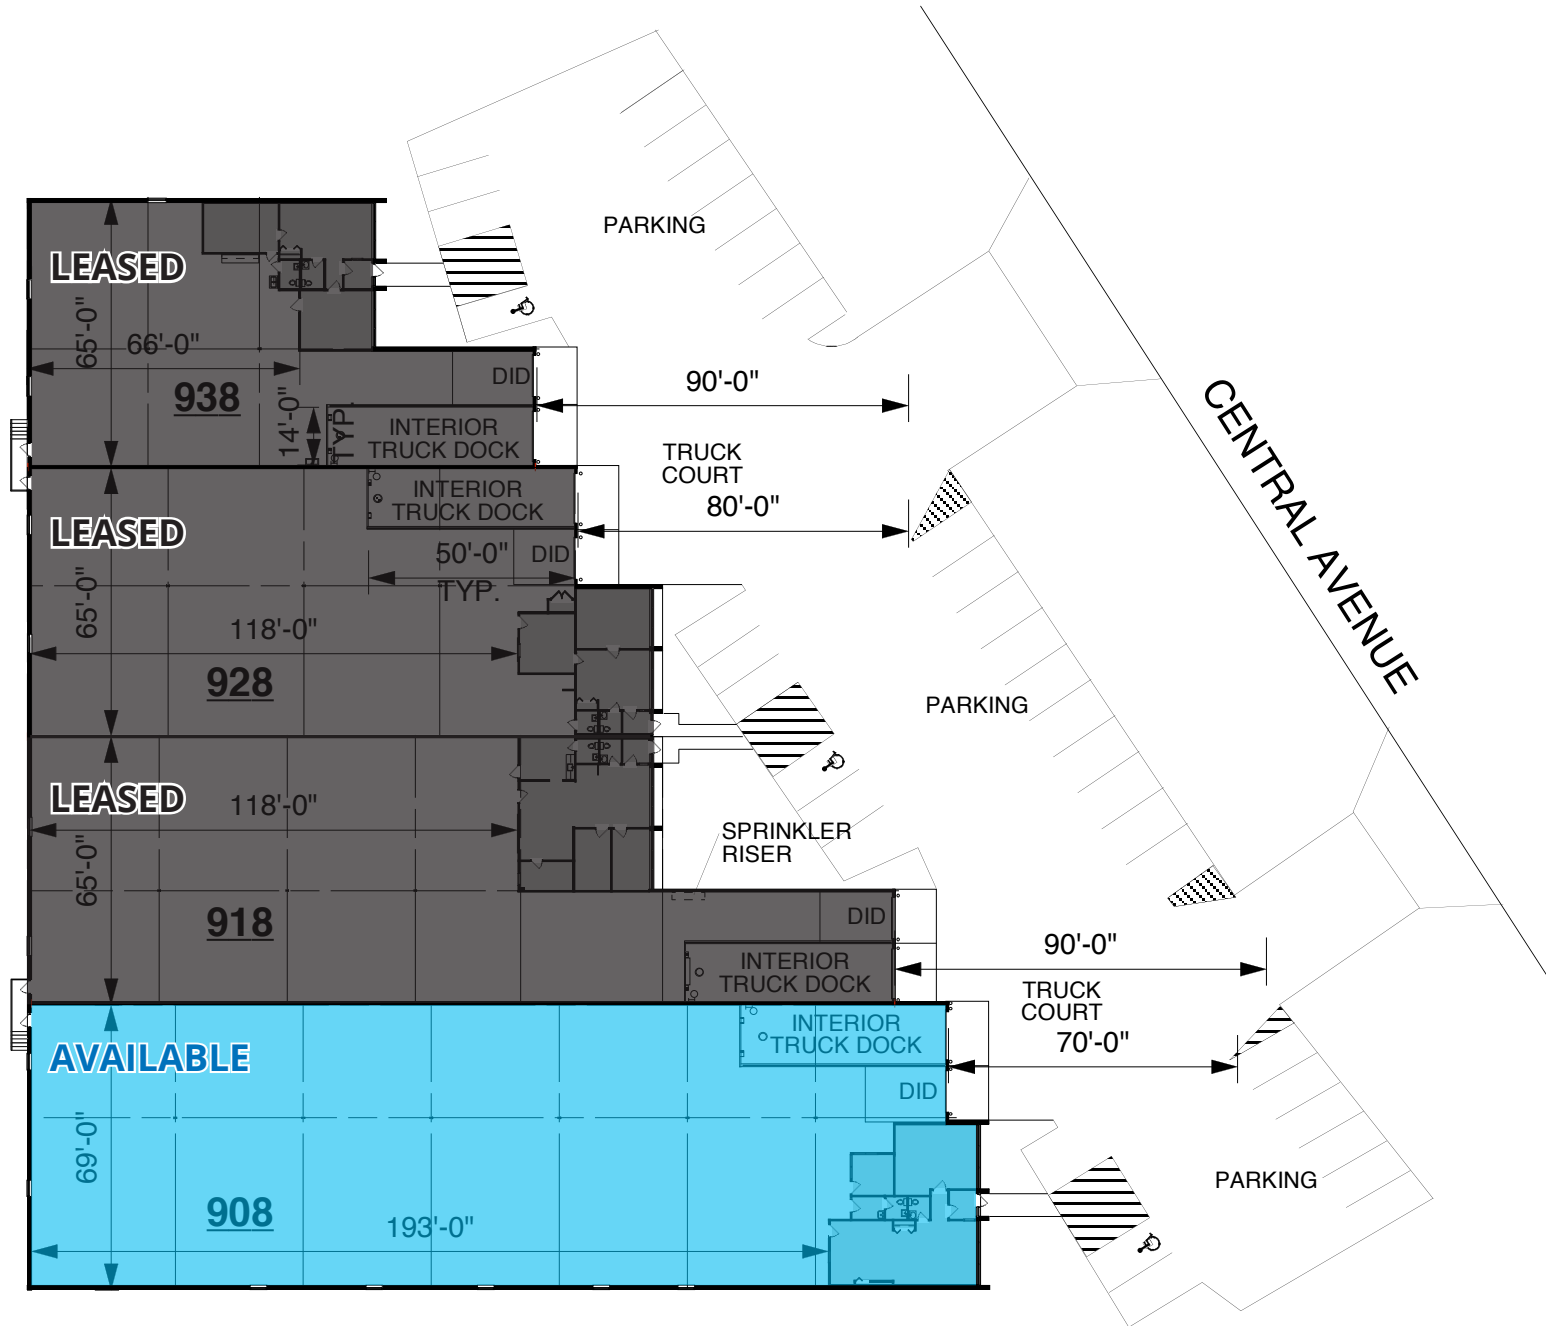 PARKING
LEASED
65'-0"
66'-0"
938
14'-0"
TYP.
DID
INTERIOR
TRUCK DOCK
90'-0"
TRUCK
COURT
80'-0"
CENTRAL AVENUE
INTERIOR
TRUCK DOCK
LEASED
DID
50'-0"
TYP.
65'-0"
118'-0"
928
PARKING
LEASED
118'-0"
65'-0"
918
SPRINKLER
RISER
DID
INTERIOR
TRUCK DOCK
90'-0"
TRUCK
COURT
70'-0"
INTERIOR
TRUCK DOCK
AVAILABLE
DID
69'-0"
908
193'-0"
PARKING